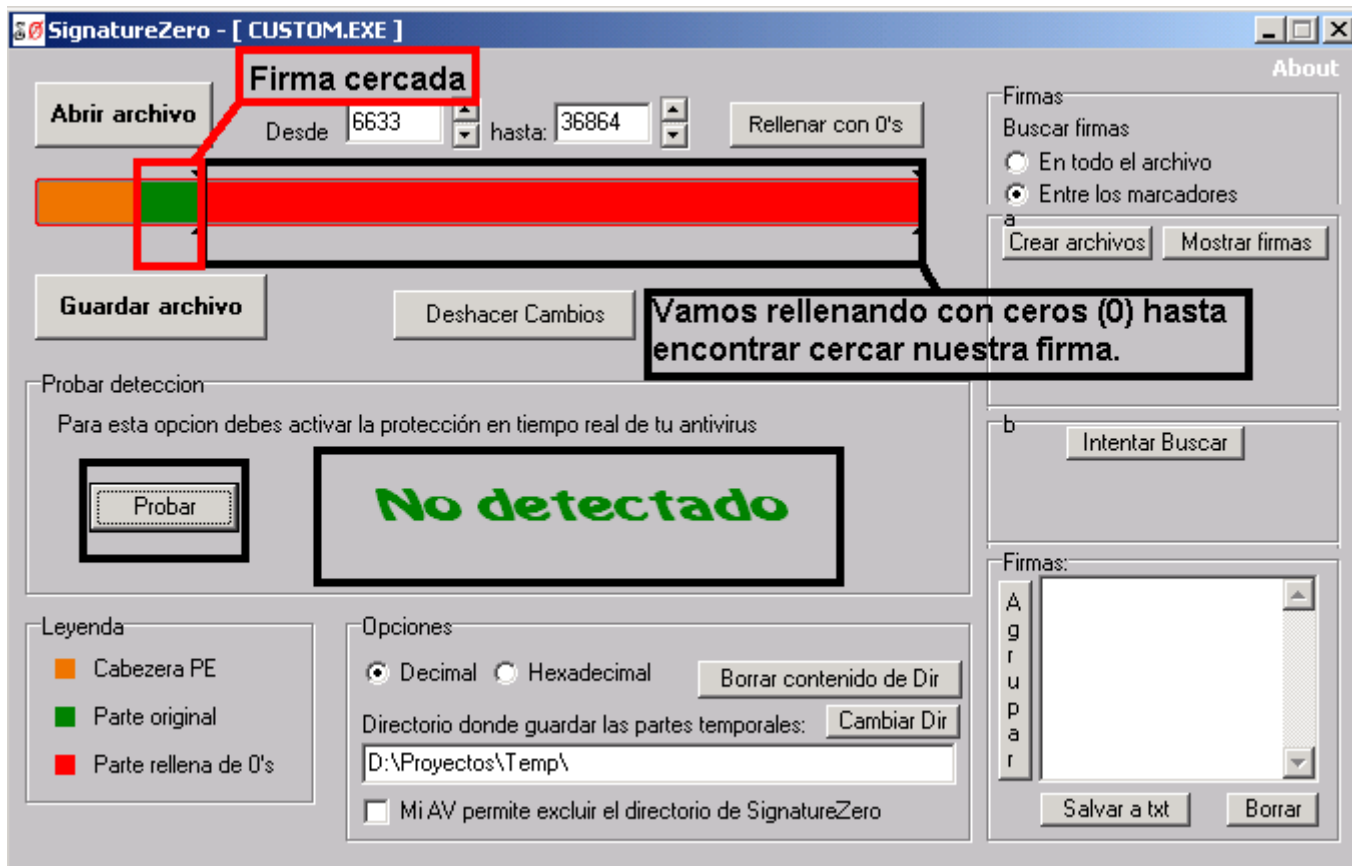 SignatureZero - [ CUSTOM.EXE ]
About
Firma cercada
Abrir archivo
Desde 6633 hasta: 36864
Rellenar con 0's
Firmas
Buscar firmas
En todo el archivo
Entre los marcadores
a
Crear archivos Mostrar firmas
Guardar archivo
Deshacer Cambios
Vamos rellenando con ceros (0) hasta
encontrar cercar nuestra firma.
Probar deteccion
Para esta opcion debes activar la protección en tiempo real de tu antivirus
b
Intentar Buscar
Probar
No detectado
Firmas:
Agrupar
Salvar a txt Borrar
Leyenda
Cabezera PE
Parte original
Parte rellena de 0's
Opciones
Decimal Hexadecimal Borrar contenido de Dir
Directorio donde guardar las partes temporales: Cambiar Dir
D:\Proyectos\Temp\
Mi AV permite excluir el directorio de SignatureZero